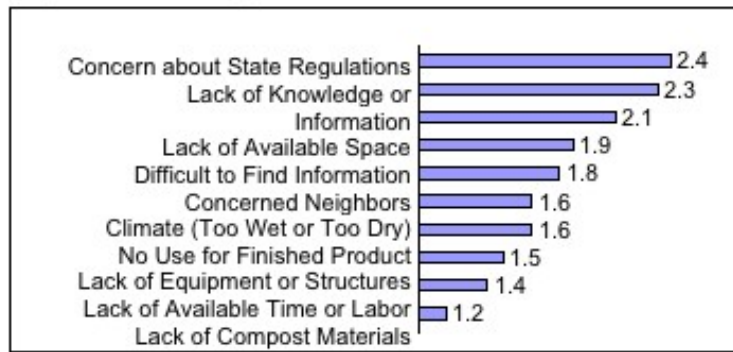 Concern about State Regulations 2.4
Lack of Knowledge or 2.3
Information 2.1
Lack of Available Space 1.9
Difficult to Find Information 1.8
Concerned Neighbors 1.6
Climate (Too Wet or Too Dry) 1.6
No Use for Finished Product 1.5
Lack of Equipment or Structures 1.4
Lack of Available Time or Labor 1.2
Lack of Compost Materials